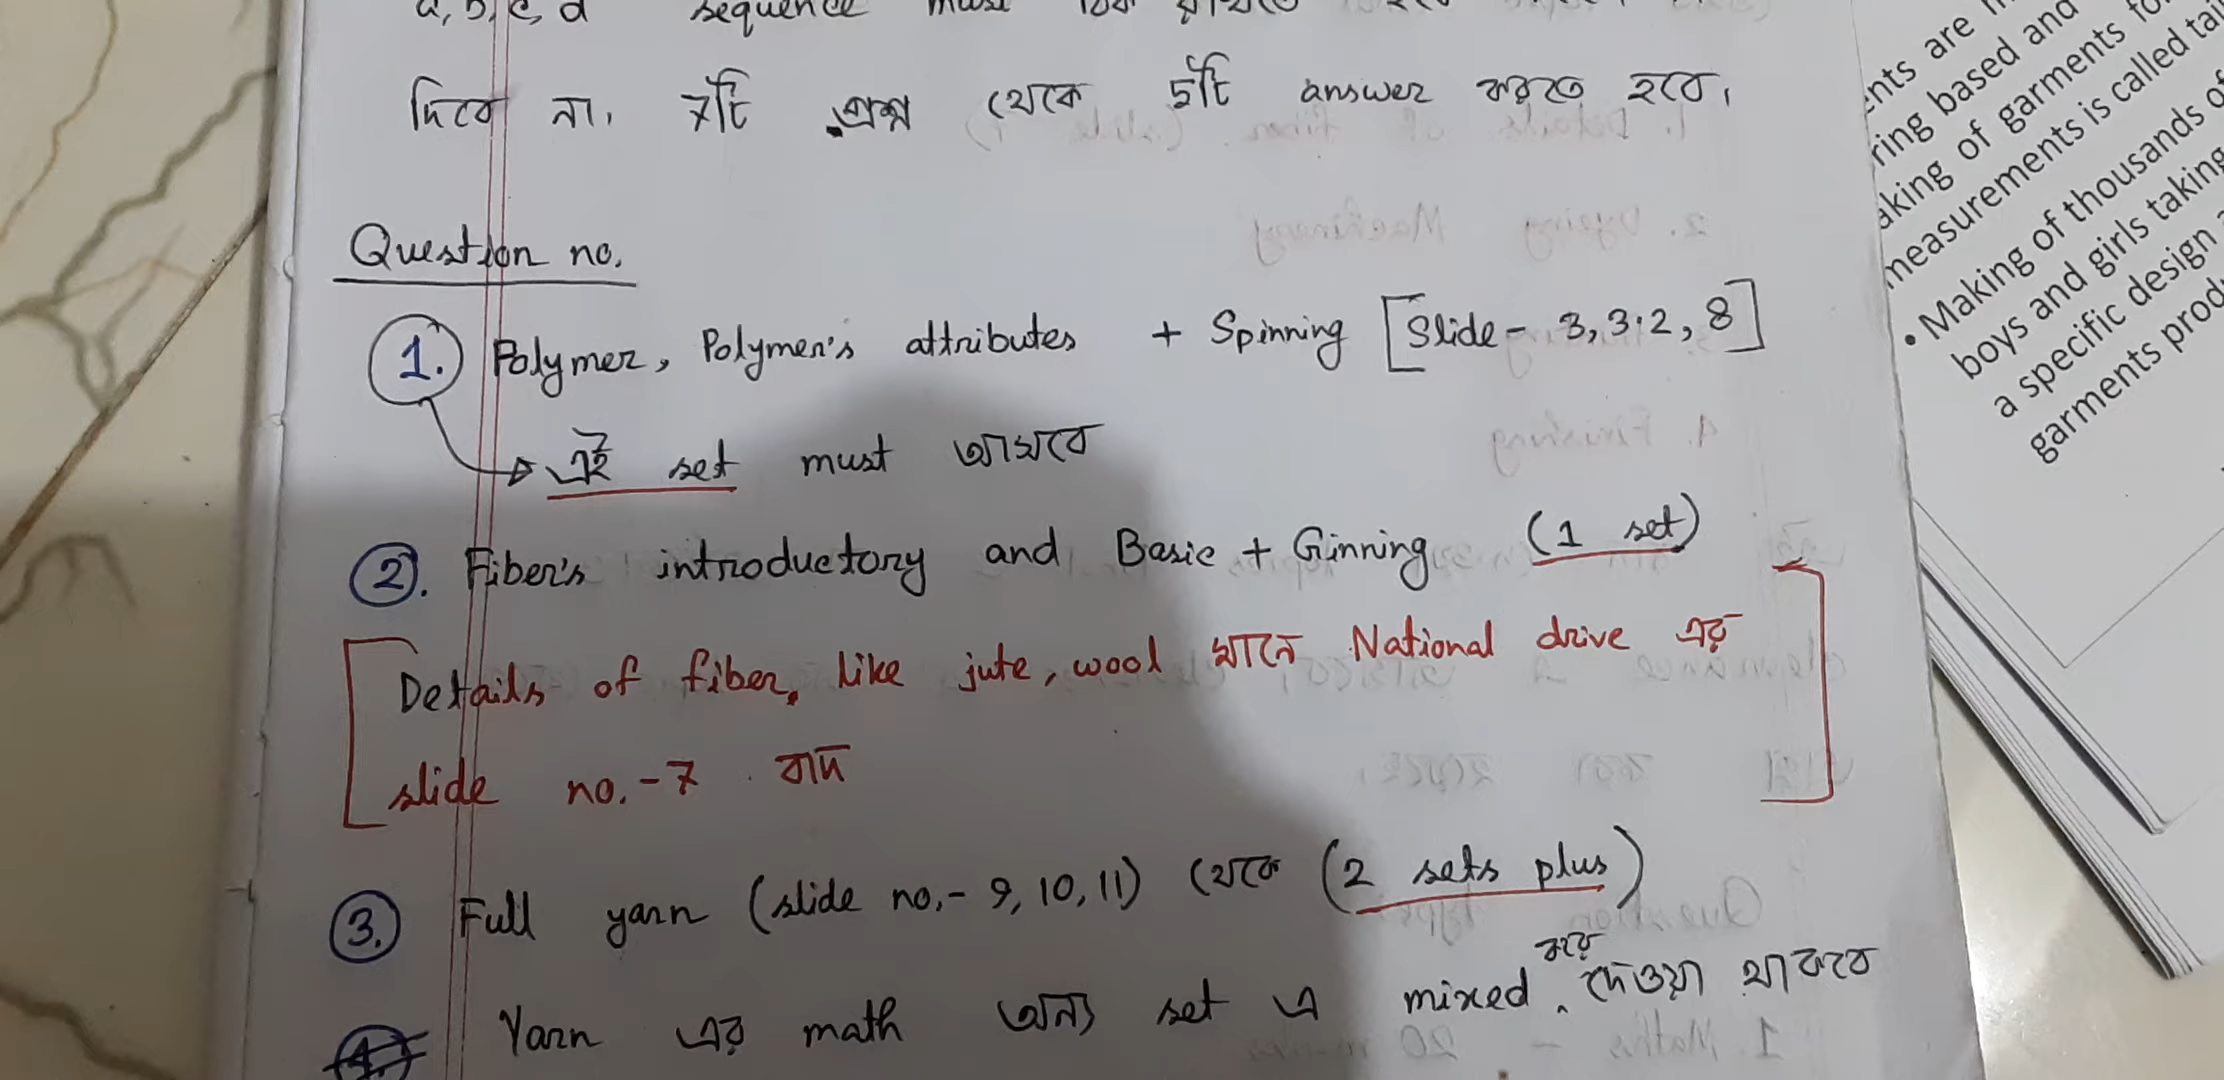 a, b, c, d sequence must ঠিক রাখতে
দিবে না। ৭টি প্রশ্ন থেকে ৫টি answer করতে হবে।
Question no.
1. Polymer, Polymer's attributes + Spinning [Slide - 3, 3.2, 8]
এই set must আসবে
2. Fiber's introductory and Basic + Ginning (1 set)
[Details of fiber, like jute, wool মানে National drive এর
slide no.-7 বাদ]
3. Full yarn (slide no.- 9, 10, 11) থেকে (2 sets plus)
Yarn এর math অন্য set এ mixed করে দেওয়া থাকবে
ents are
ring based and
aking of garments fo
measurements is called tai
• Making of thousands of
boys and girls taking
a specific design
garments prod